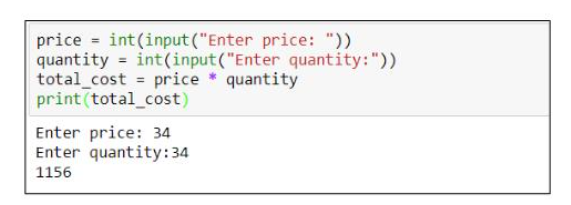 price = int(input("Enter price: "))
quantity = int(input("Enter quantity:"))
total_cost = price * quantity
print(total_cost)
Enter price: 34
Enter quantity:34
1156